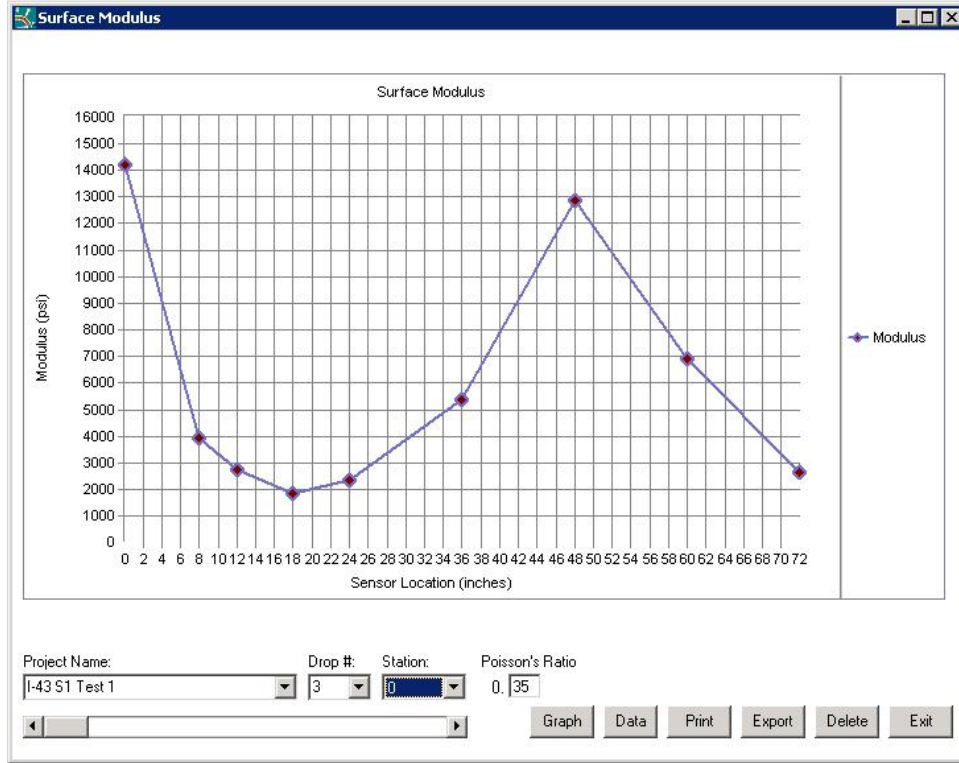 Surface Modulus
Surface Modulus
16000
15000
14000
13000
12000
11000
10000
9000
8000
7000
6000
5000
4000
3000
2000
1000
0
Modulus (psi)
0 2 4 6 8 10 12 14 16 18 20 22 24 26 28 30 32 34 36 38 40 42 44 46 48 50 52 54 56 58 60 62 64 66 68 70 72
Sensor Location (inches)
Modulus
Project Name: Drop #: Station: Poisson's Ratio
I-43 S1 Test 1 3 0 0. 35
Graph Data Print Export Delete Exit